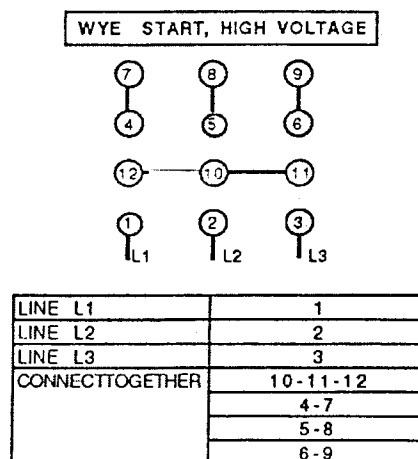 WYE START, HIGH VOLTAGE
7 8 9
4 5 6
12 10 11
1 2 3
L1 L2 L3
LINE L1 1
LINE L2 2
LINE L3 3
CONNECTTOGETHER 10-11-12
4-7
5-8
6-9